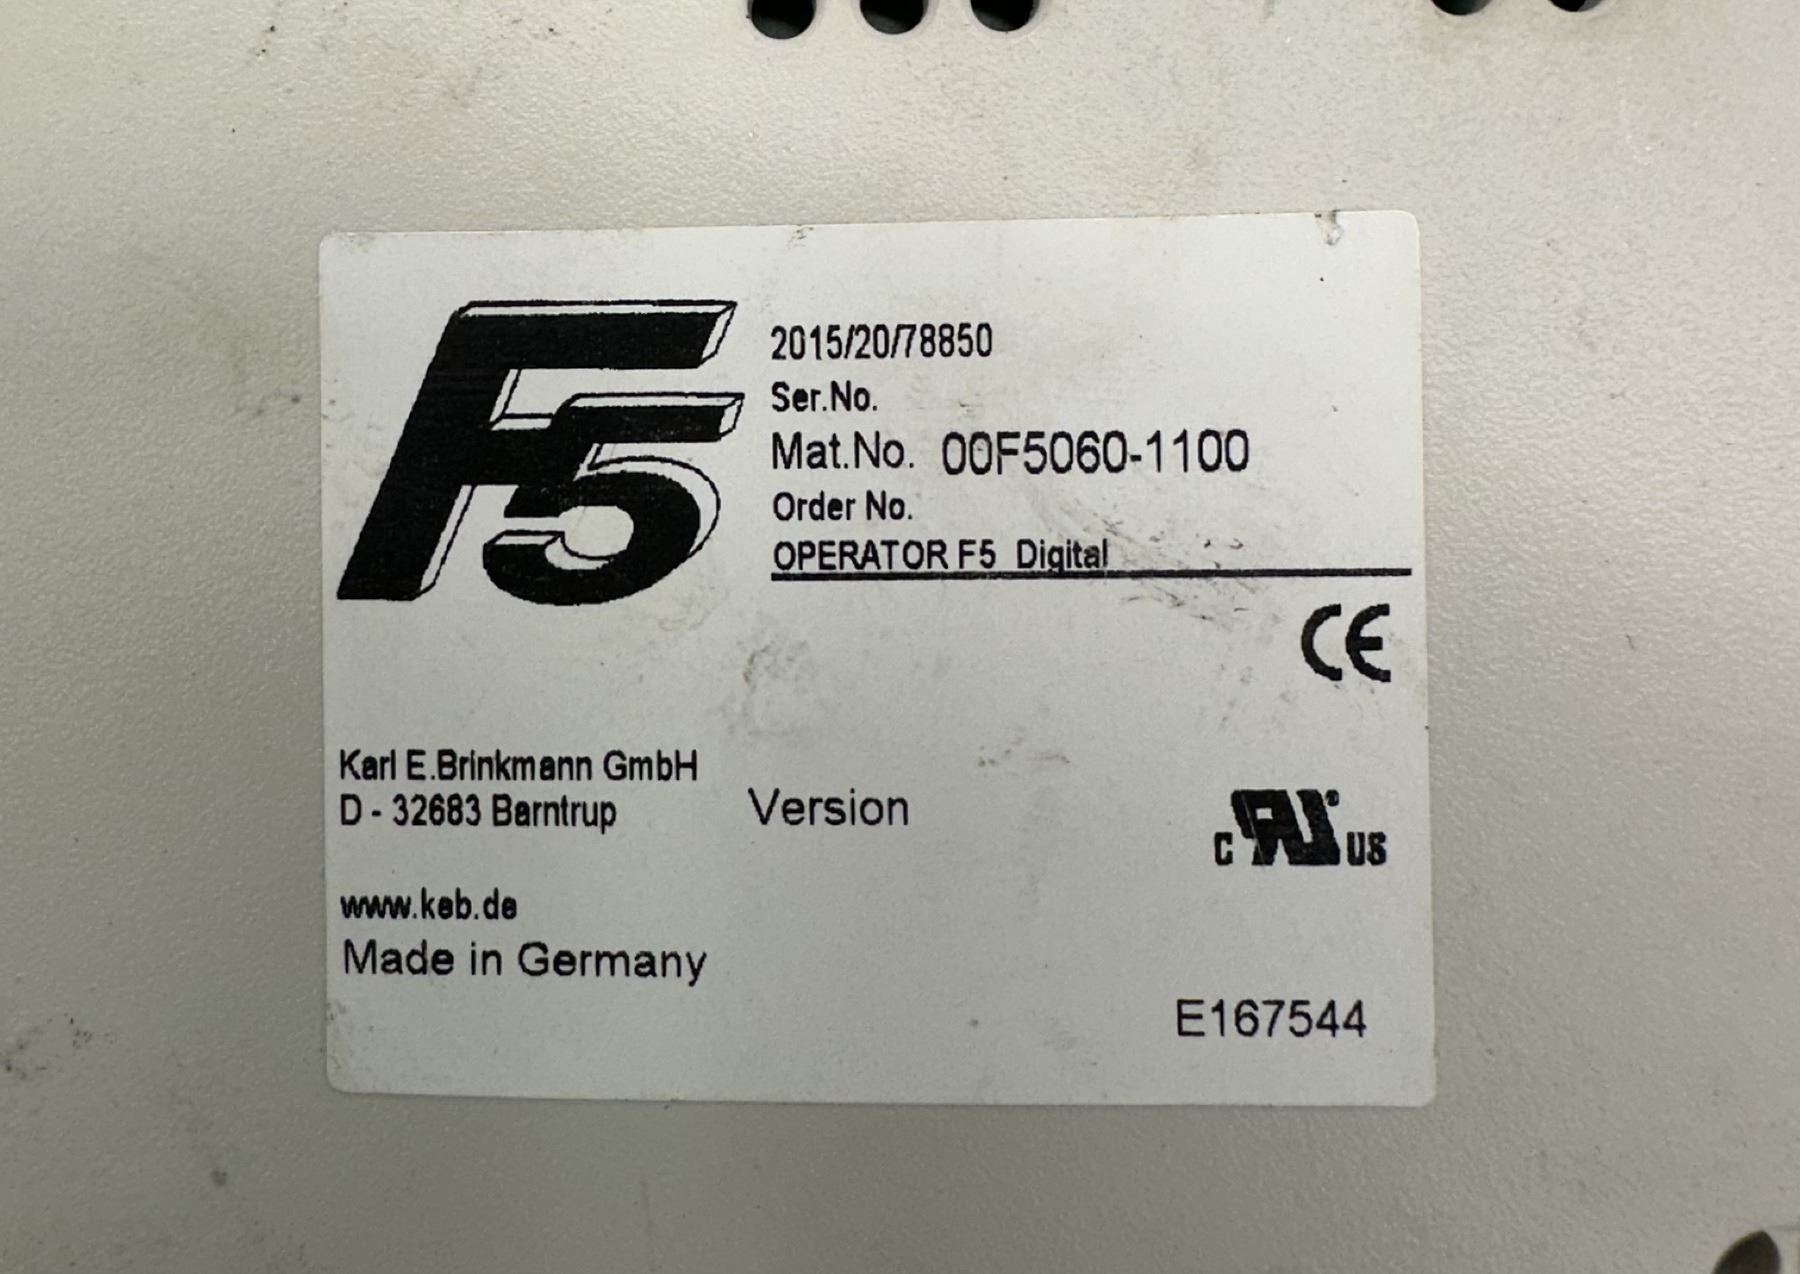 F5
2015/20/78850
Ser.No.
Mat.No. 00F5060-1100
Order No.
OPERATOR F5 Digital
CE
Karl E.Brinkmann GmbH
D - 32683 Barntrup
Version
c RU® US
www.keb.de
Made in Germany
E167544